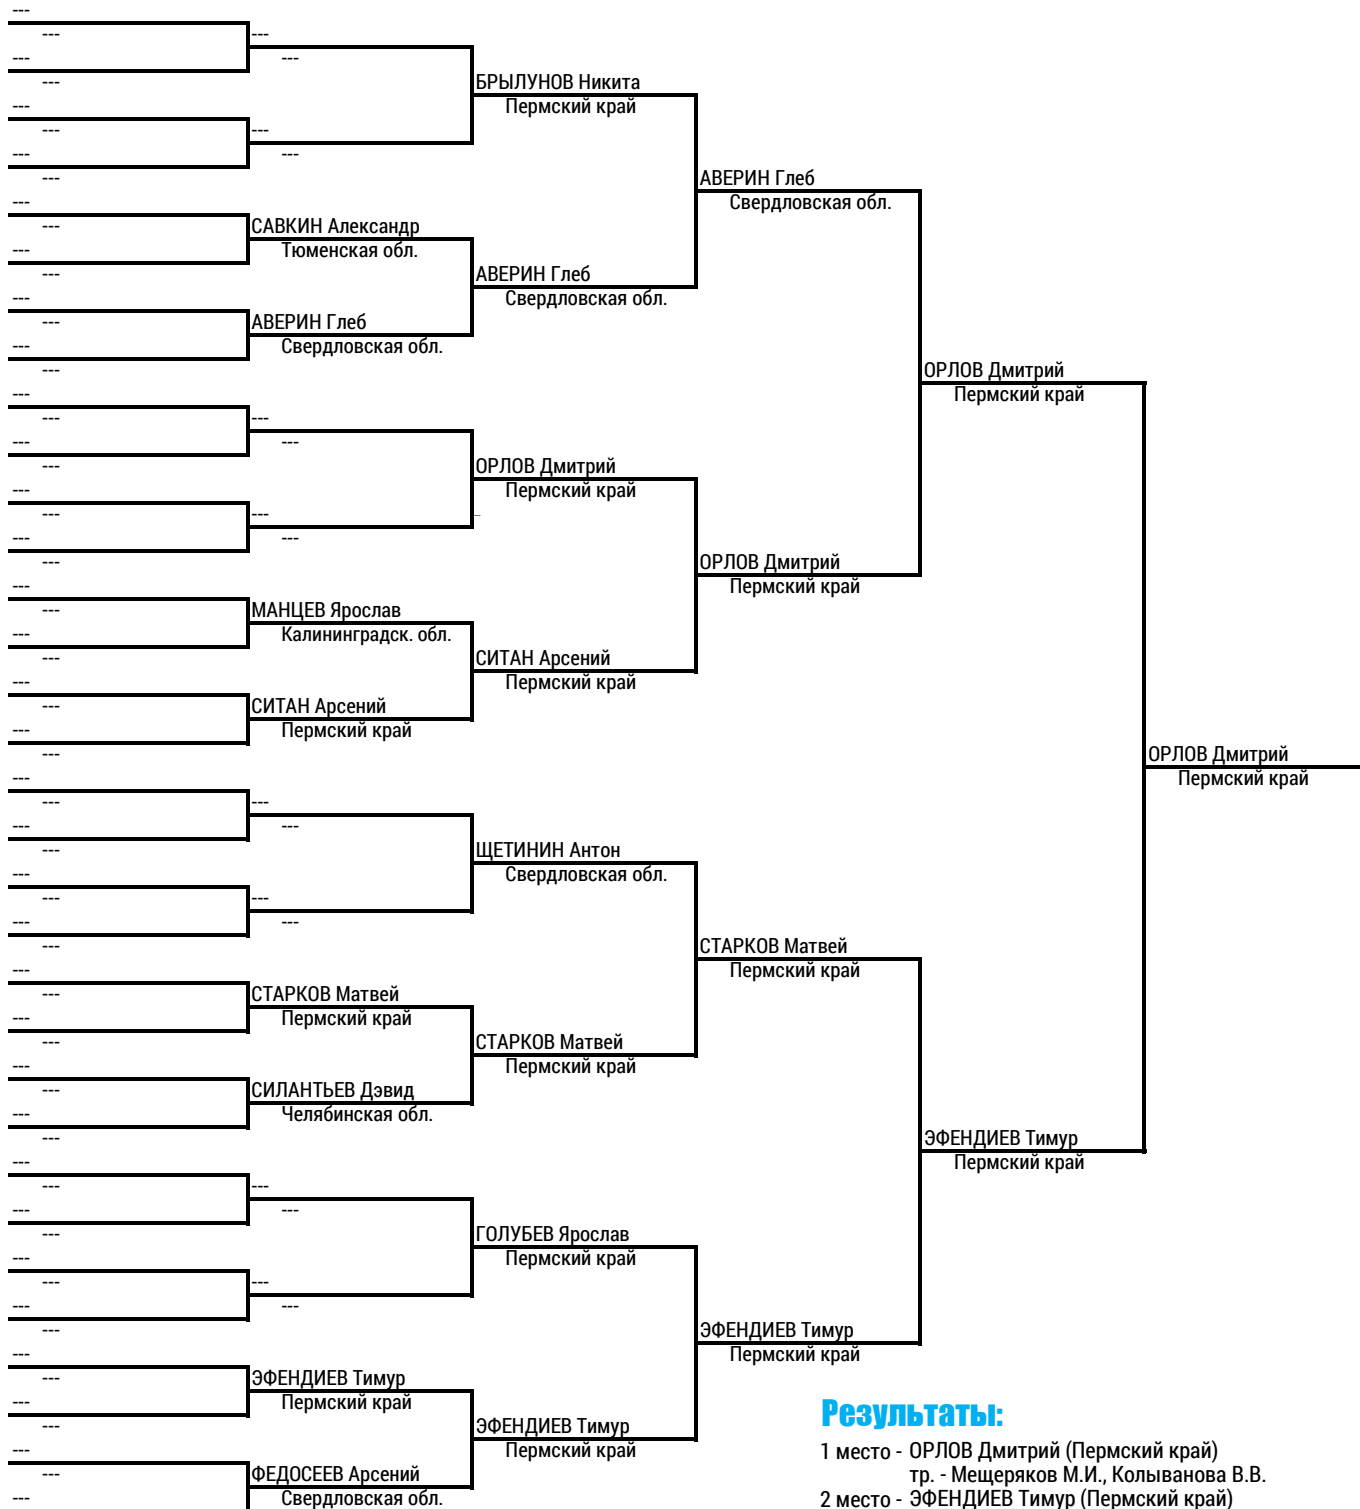 ---
--- ---
--- ---
--- БРЫЛУНОВ Никита
--- Пермский край
--- ---
--- ---
--- АВЕРИН Глеб
--- Свердловская обл.
--- САВКИН Александр
--- Тюменская обл.
--- АВЕРИН Глеб
--- Свердловская обл.
--- АВЕРИН Глеб
--- Свердловская обл.
--- ОРЛОВ Дмитрий
--- Пермский край
--- ---
--- ---
--- ОРЛОВ Дмитрий
--- Пермский край
--- ---
--- ---
--- ОРЛОВ Дмитрий
--- Пермский край
--- МАНЦЕВ Ярослав
--- Калининградск. обл.
--- СИТАН Арсений
--- Пермский край
--- СИТАН Арсений
--- Пермский край
--- ОРЛОВ Дмитрий
--- Пермский край
--- ---
--- ---
--- ЩЕТИНИН Антон
--- Свердловская обл.
--- ---
--- ---
--- СТАРКОВ Матвей
--- Пермский край
--- СТАРКОВ Матвей
--- Пермский край
--- СТАРКОВ Матвей
--- Пермский край
--- СИЛАНТЬЕВ Дэвид
--- Челябинская обл.
--- ЭФЕНДИЕВ Тимур
--- Пермский край
--- ---
--- ---
--- ГОЛУБЕВ Ярослав
--- Пермский край
--- ---
--- ---
--- ЭФЕНДИЕВ Тимур
--- Пермский край
--- ЭФЕНДИЕВ Тимур
--- Пермский край
--- ЭФЕНДИЕВ Тимур
--- Пермский край
--- ФЕДОСЕЕВ Арсений
--- Свердловская обл.
Результаты:
1 место - ОРЛОВ Дмитрий (Пермский край)
тр. - Мещеряков М.И., Колыванова В.В.
2 место - ЭФЕНДИЕВ Тимур (Пермский край)